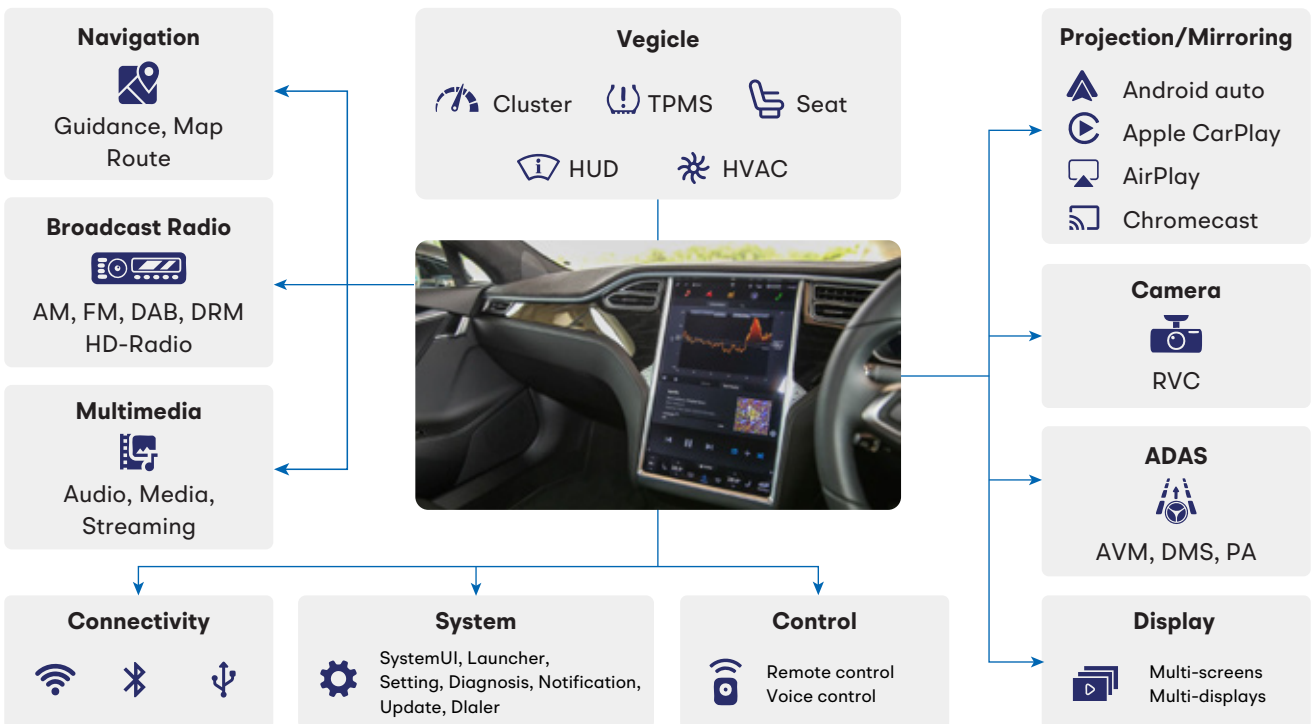 Navigation
Guidance, Map
Route
Broadcast Radio
AM, FM, DAB, DRM
HD-Radio
Multimedia
Audio, Media,
Streaming
Vegicle
Cluster
TPMS
Seat
HUD
HVAC
Projection/Mirroring
Android auto
Apple CarPlay
AirPlay
Chromecast
Camera
RVC
ADAS
AVM, DMS, PA
Connectivity
System
SystemUI, Launcher,
Setting, Diagnosis, Notification,
Update, DIaler
Control
Remote control
Voice control
Display
Multi-screens
Multi-displays